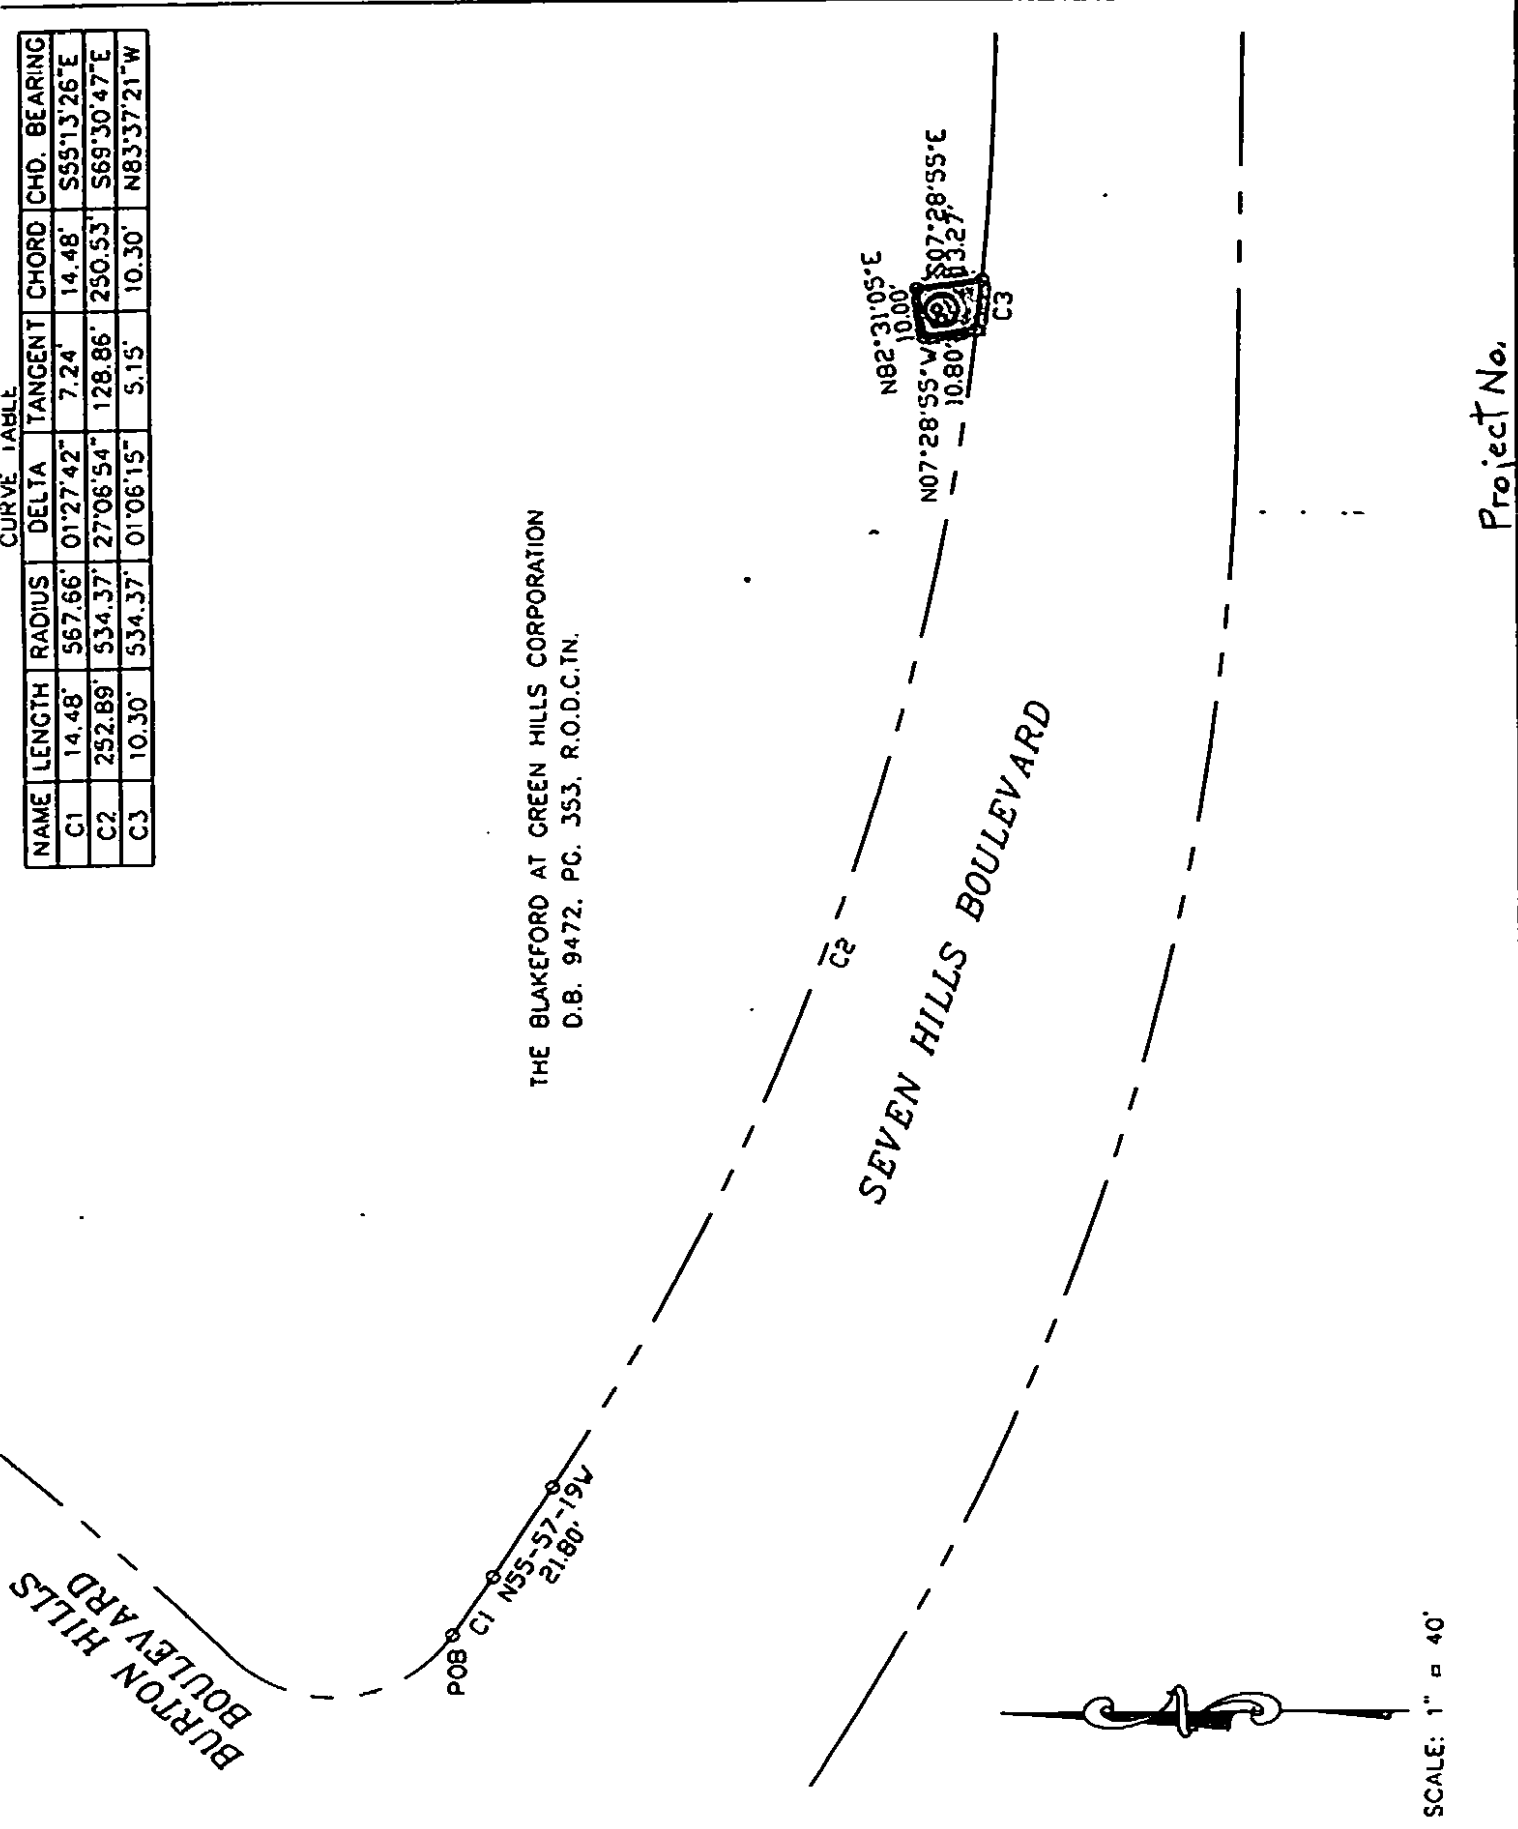 CURVE TABLE
NAME LENGTH RADIUS DELTA TANGENT CHORD CHD. BEARING
C1 14.48' 567.66' 01°27'42" 7.24' 14.48' S55°13'26"E
C2 252.89' 534.37' 27°06'54" 128.86' 250.53' S69°30'47"E
C3 10.30' 534.37' 01°06'15" 5.15' 10.30' N83°37'21"W
BURTON HILLS
BOULEVARD
THE BLAKEFORD AT GREEN HILLS CORPORATION
D.B. 9472, PG. 353, R.O.D.C.TN.
N82°31'05"E
10.00'
N07°28'55"W
10.80'
S07°28'55"E
13.27'
C3
C2
SEVEN HILLS BOULEVARD
POB
C1
N55-57-19W
21.80'
SCALE: 1" = 40'
Project No.